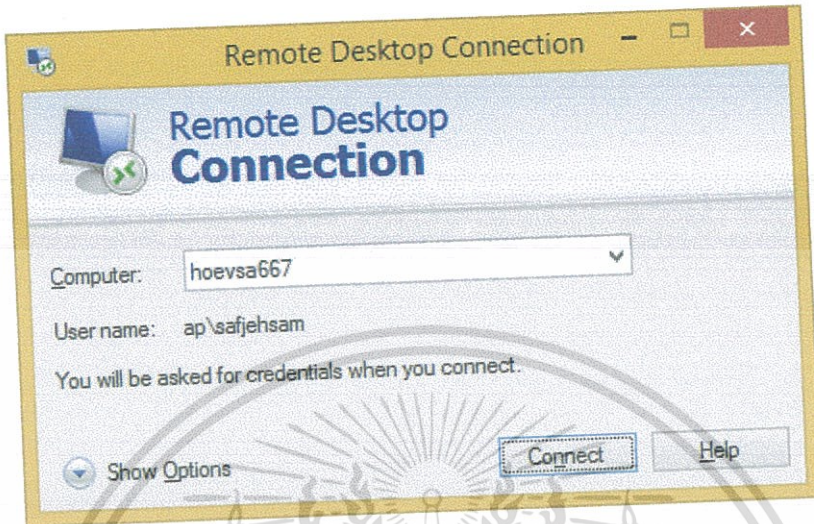 Remote Desktop Connection
Remote Desktop
Connection
Computer: hoevsa667
User name: ap\safjehsam
You will be asked for credentials when you connect.
Show Options Connect Help